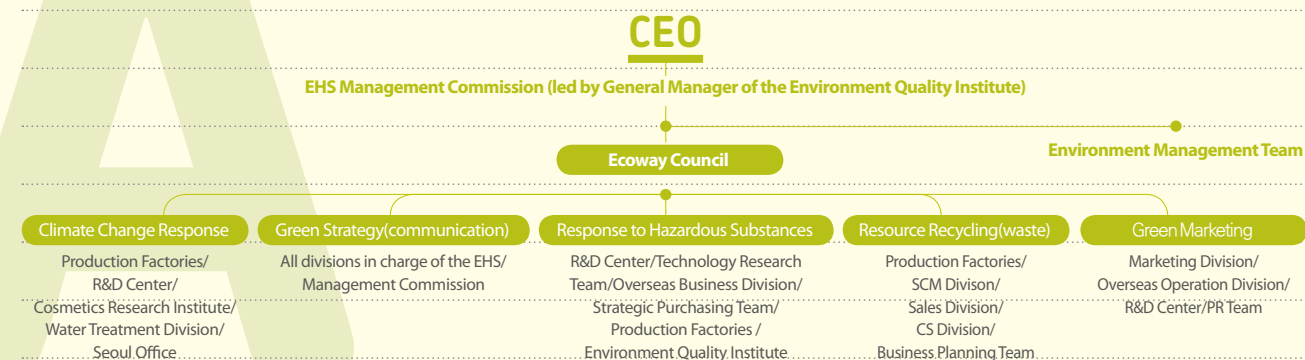 CEO
EHS Management Commission (led by General Manager of the Environment Quality Institute)
Environment Management Team
Ecoway Council
Climate Change Response
Production Factories/
R&D Center/
Cosmetics Research Institute/
Water Treatment Division/
Seoul Office
Green Strategy(communication)
All divisions in charge of the EHS/
Management Commission
Response to Hazardous Substances
R&D Center/Technology Research
Team/Overseas Business Division/
Strategic Purchasing Team/
Production Factories /
Environment Quality Institute
Resource Recycling(waste)
Production Factories/
SCM Divison/
Sales Division/
CS Division/
Business Planning Team
Green Marketing
Marketing Division/
Overseas Operation Division/
R&D Center/PR Team